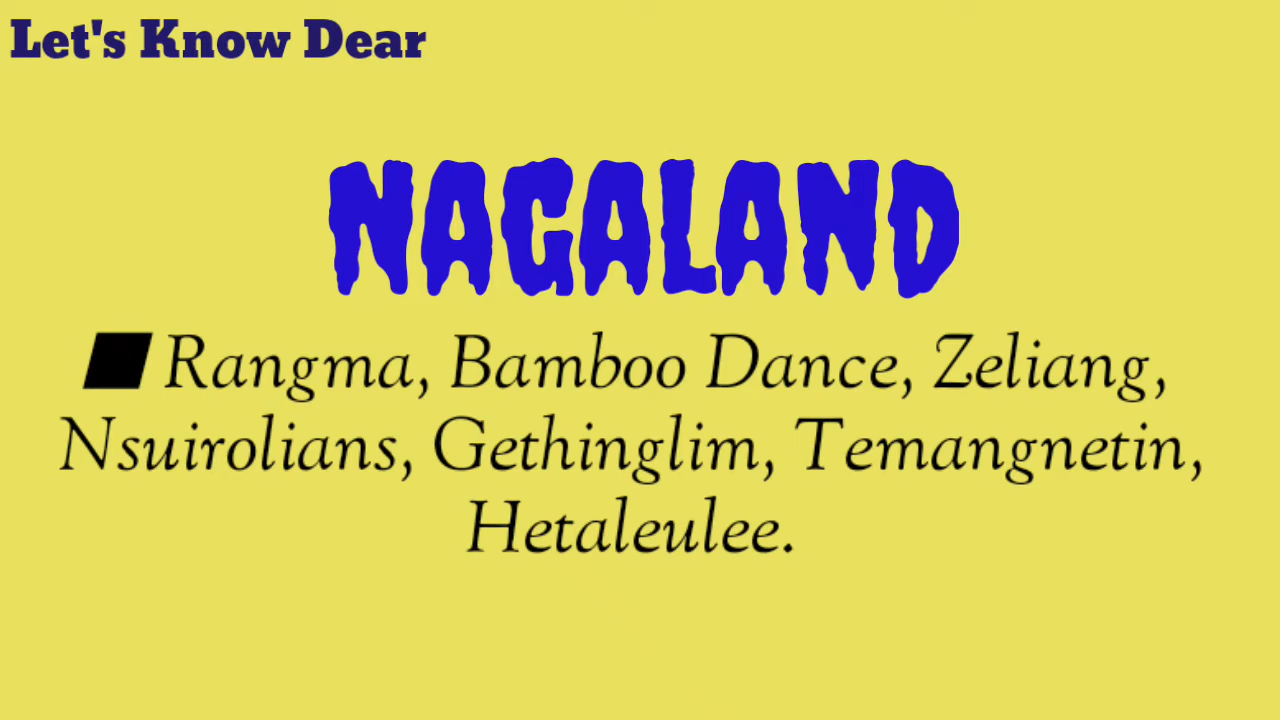 Let's Know Dear
NAGALAND
■ Rangma, Bamboo Dance, Zeliang,
Nsuirolians, Gethinglim, Temangnetin,
Hetaleulee.